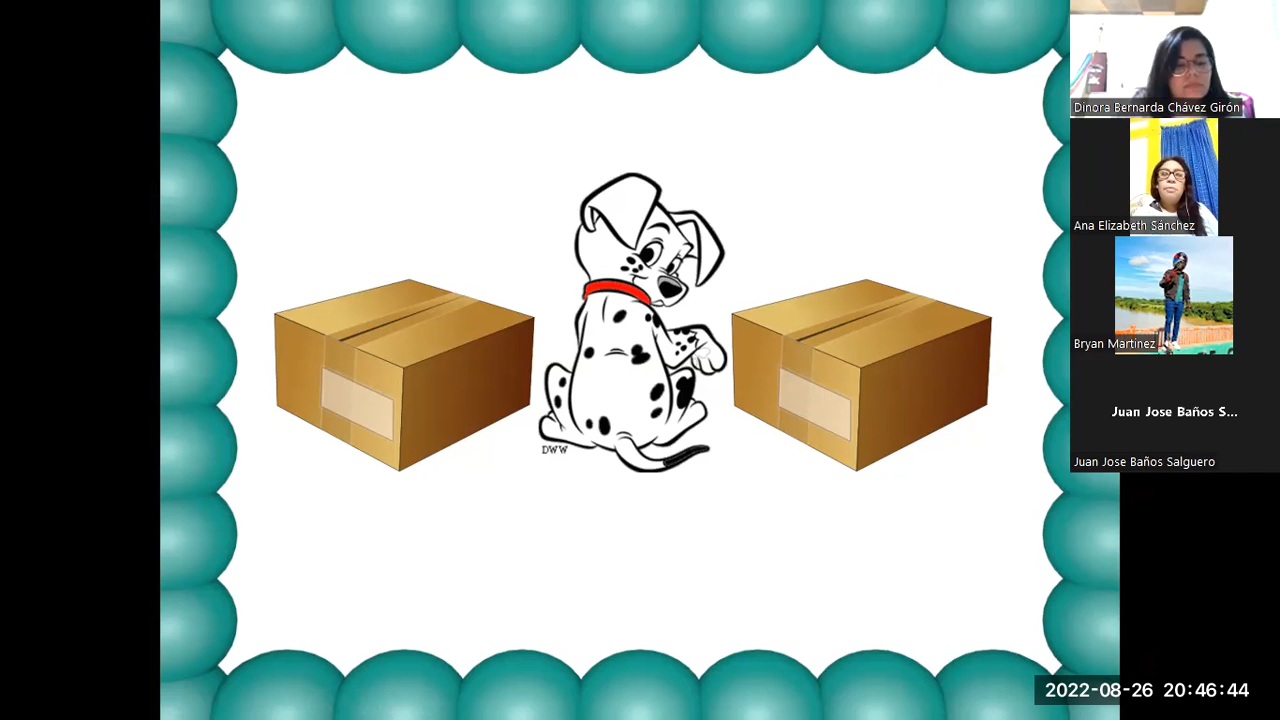 Dinora Bernarda Chávez Girón
Ana Elizabeth Sánchez
Bryan Martinez
Juan Jose Baños S...
Juan Jose Baños Salguero
DWW
2022-08-26 20:46:44